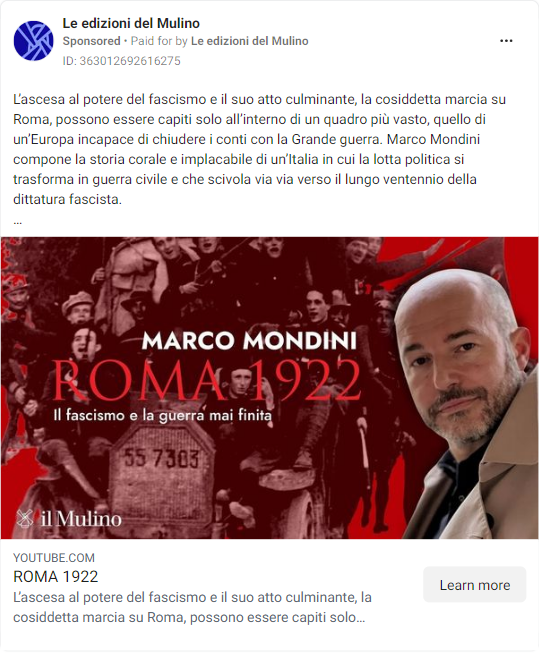 Le edizioni del Mulino
Sponsored • Paid for by Le edizioni del Mulino
ID: 363012692616275
L'ascesa al potere del fascismo e il suo atto culminante, la cosiddetta marcia su
Roma, possono essere capiti solo all'interno di un quadro più vasto, quello di
un'Europa incapace di chiudere i conti con la Grande guerra. Marco Mondini
compone la storia corale e implacabile di un'Italia in cui la lotta politica si
trasforma in guerra civile e che scivola via via verso il lungo ventennio della
dittatura fascista.
...
MARCO MONDINI
ROMA 1922
Il fascismo e la guerra mai finita
55 7303
il Mulino
YOUTUBE.COM
ROMA 1922
L'ascesa al potere del fascismo e il suo atto culminante, la
cosiddetta marcia su Roma, possono essere capiti solo...
Learn more